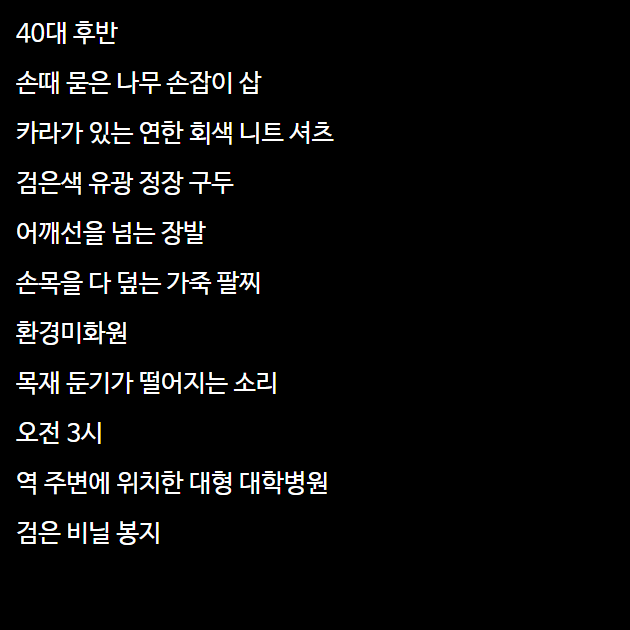 40대 후반
손때 묻은 나무 손잡이 삽
카라가 있는 연한 회색 니트 셔츠
검은색 유광 정장 구두
어깨선을 넘는 장발
손목을 다 덮는 가죽 팔찌
환경미화원
목재 둔기가 떨어지는 소리
오전 3시
역 주변에 위치한 대형 대학병원
검은 비닐 봉지